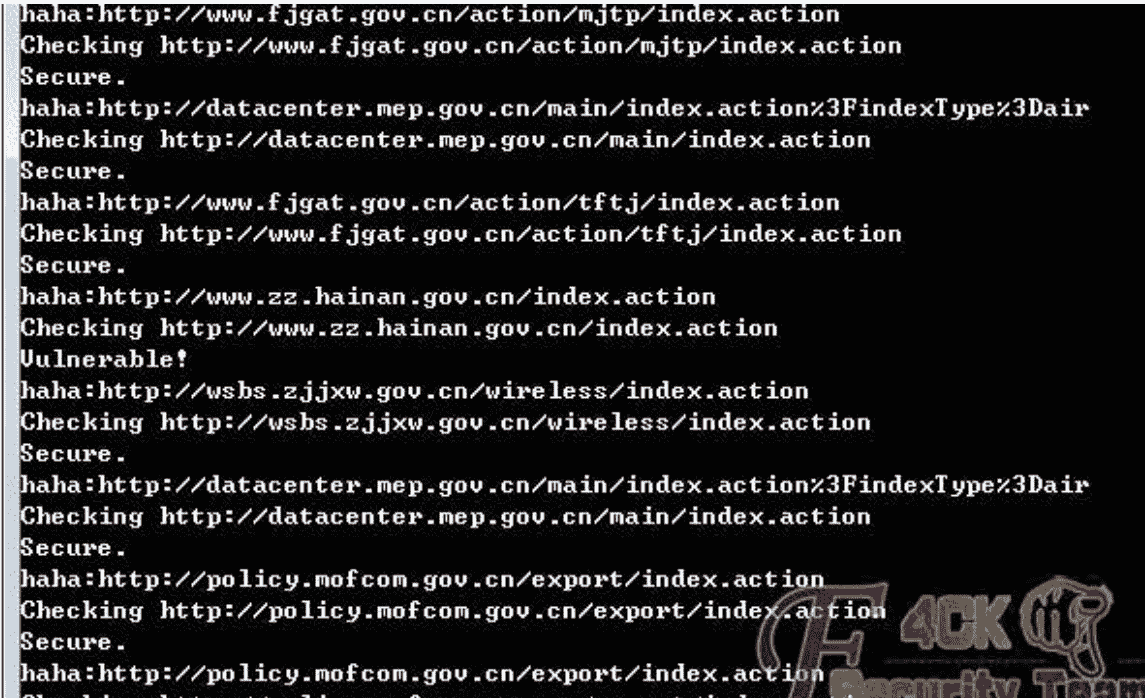 haha:http://www.fjgat.gov.cn/action/mjtp/index.action
Checking http://www.fjgat.gov.cn/action/mjtp/index.action
Secure.
haha:http://datacenter.mep.gov.cn/main/index.action%3FindexType%3Dair
Checking http://datacenter.mep.gov.cn/main/index.action
Secure.
haha:http://www.fjgat.gov.cn/action/tftj/index.action
Checking http://www.fjgat.gov.cn/action/tftj/index.action
Secure.
haha:http://www.zz.hainan.gov.cn/index.action
Checking http://www.zz.hainan.gov.cn/index.action
Vulnerable!
haha:http://wsbs.zjjxw.gov.cn/wireless/index.action
Checking http://wsbs.zjjxw.gov.cn/wireless/index.action
Secure.
haha:http://datacenter.mep.gov.cn/main/index.action%3FindexType%3Dair
Checking http://datacenter.mep.gov.cn/main/index.action
Secure.
haha:http://policy.mofcom.gov.cn/export/index.action
Checking http://policy.mofcom.gov.cn/export/index.action
Secure.
haha:http://policy.mofcom.gov.cn/export/index.action
F4CK
Security Team